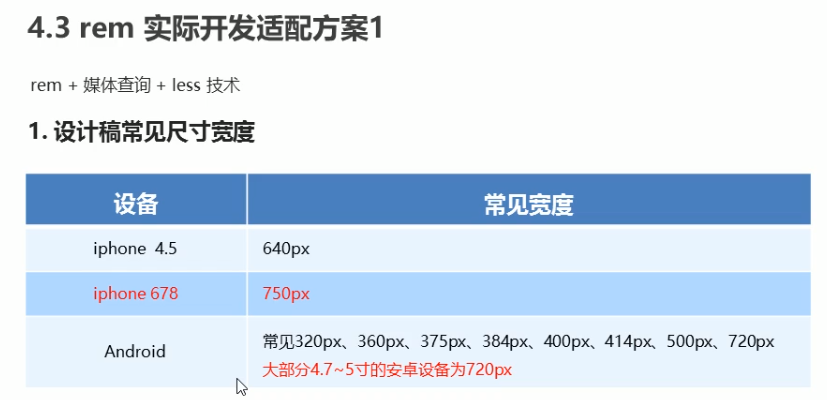 4.3 rem 实际开发适配方案1
rem + 媒体查询 + less 技术
1. 设计稿常见尺寸宽度
设备 常见宽度
iphone 4.5 640px
iphone 678 750px
Android 常见320px、360px、375px、384px、400px、414px、500px、720px
大部分4.7~5寸的安卓设备为720px